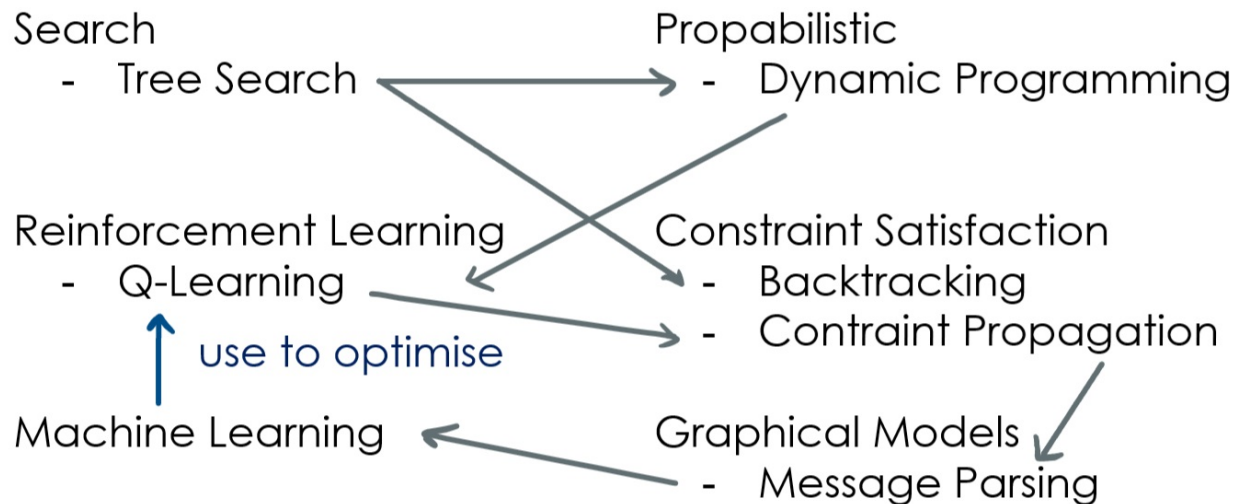 Search
- Tree Search
Propabilistic
- Dynamic Programming
Reinforcement Learning
- Q-Learning
use to optimise
Constraint Satisfaction
- Backtracking
- Contraint Propagation
Machine Learning
Graphical Models
- Message Parsing